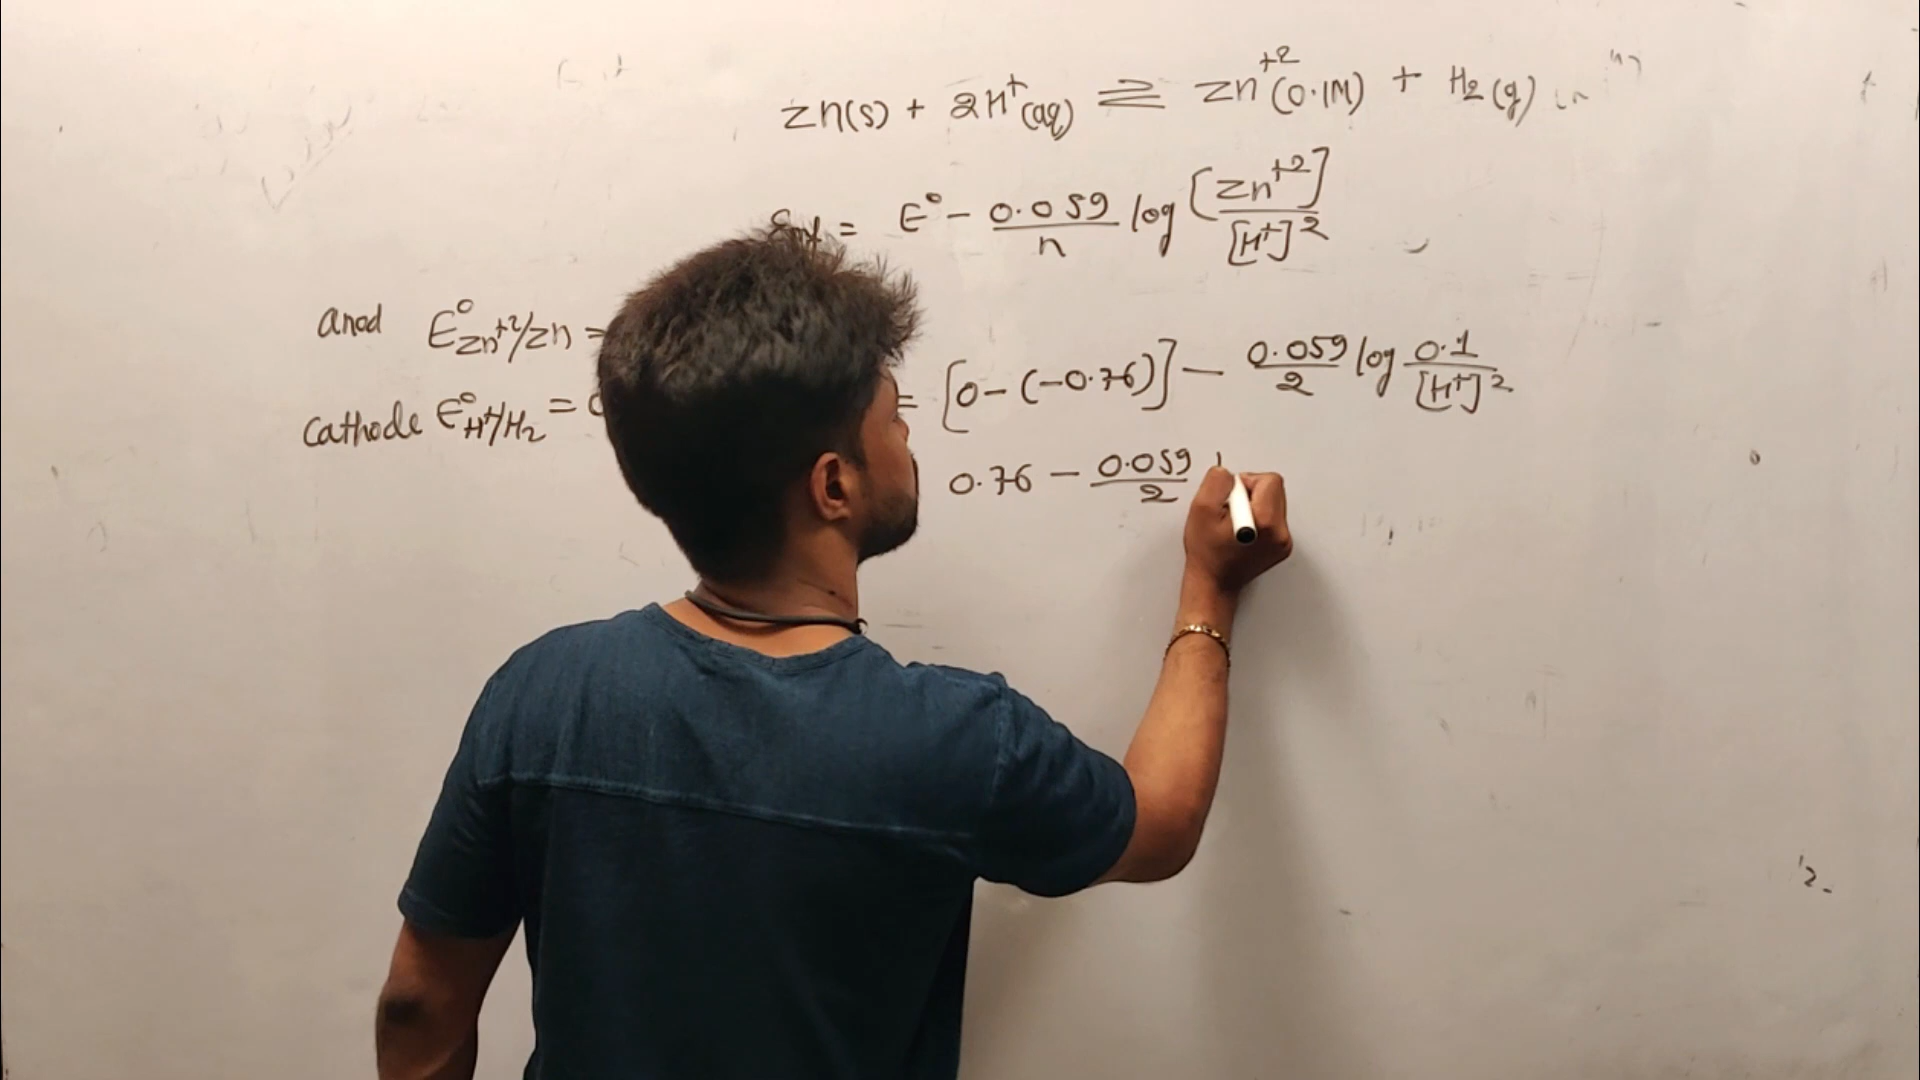 Zn(s) + 2H⁺(aq) ⇌ Zn⁺²(0.1M) + H₂(g)
= E° - 0.059/n log [Zn⁺²]/[H⁺]²
anod E°Zn⁺²/Zn =
= [0-(-0.76)] - 0.059/2 log 0.1/[H⁺]²
Cathode E°H⁺/H₂ =
0.76 - 0.059/2